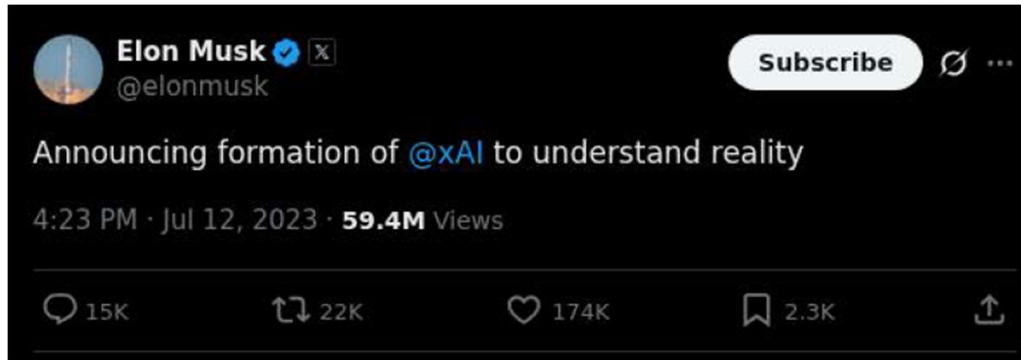 Elon Musk
@elonmusk
Subscribe
Announcing formation of @xAI to understand reality
4:23 PM · Jul 12, 2023 · 59.4M Views
15K 22K 174K 2.3K